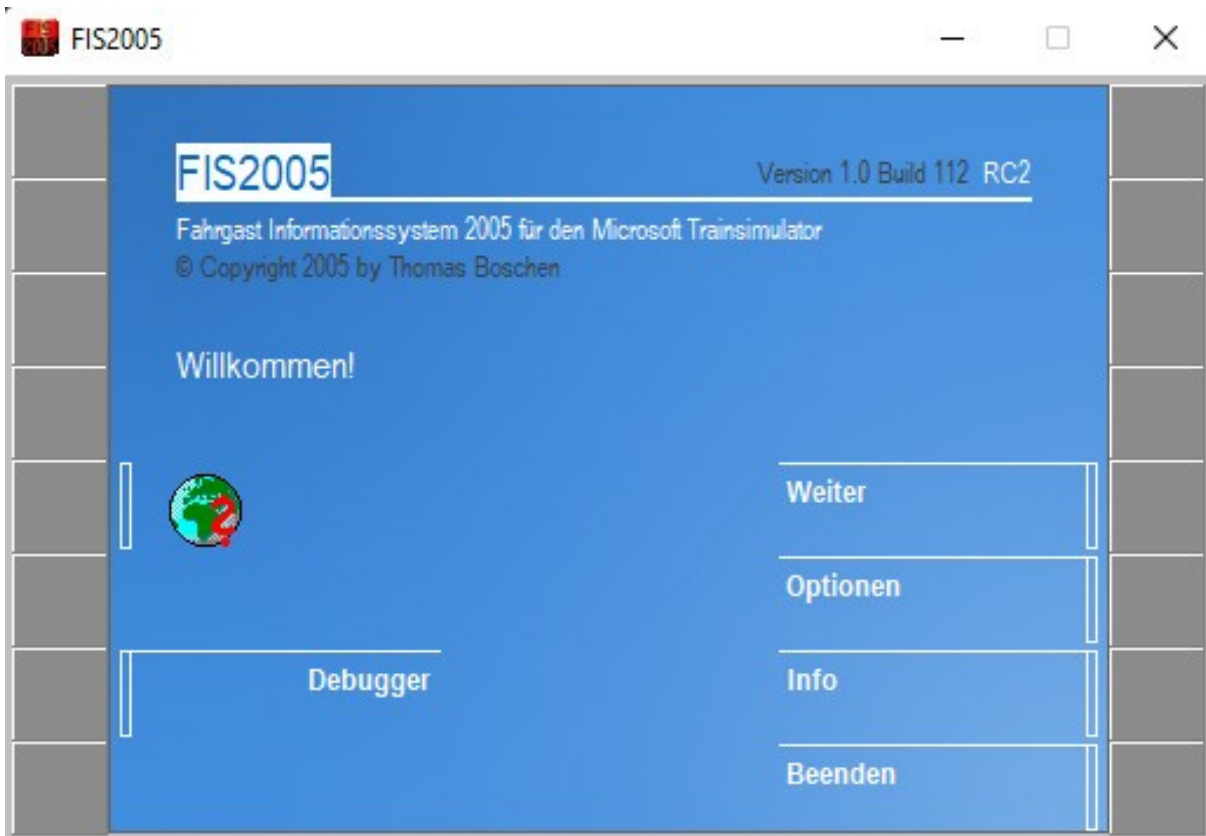 FIS2005
FIS2005
Version 1.0 Build 112 RC2
Fahrgast Informationssystem 2005 für den Microsoft Trainsimulator
© Copyright 2005 by Thomas Boschen
Willkommen!
Weiter
Optionen
Debugger
Info
Beenden